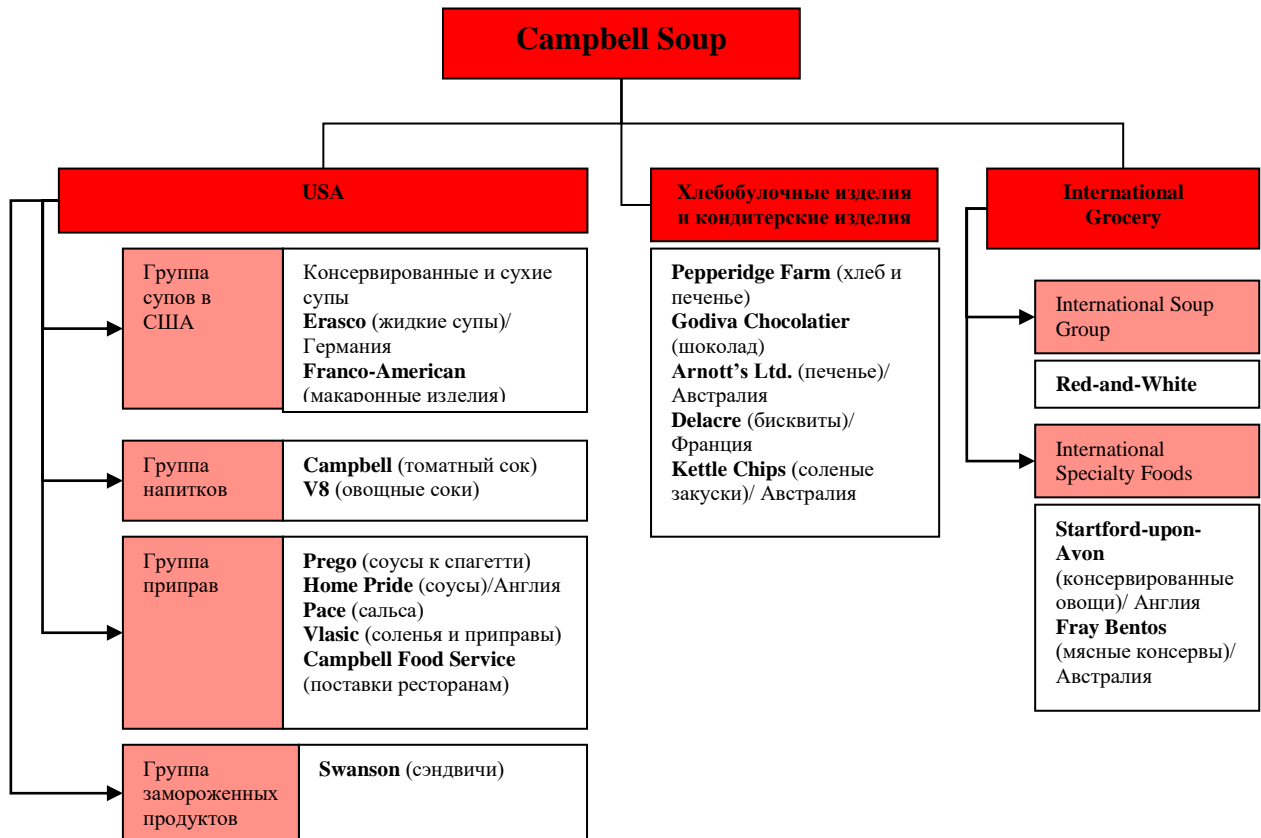 Campbell Soup
USA
Группа
супов в
США
Консервированные и сухие
супы
Erasco (жидкие супы)/
Германия
Franco-American
(макаронные изделия)
Группа
напитков
Campbell (томатный сок)
V8 (овощные соки)
Группа
приправ
Prego (соусы к спагетти)
Home Pride (соусы)/Англия
Pace (сальса)
Vlasic (соленья и приправы)
Campbell Food Service
(поставки ресторанам)
Группа
замороженных
продуктов
Swanson (сэндвичи)
Хлебобулочные изделия
и кондитерские изделия
Pepperidge Farm (хлеб и
печенье)
Godiva Chocolatier
(шоколад)
Arnott’s Ltd. (печенье)/
Австралия
Delacre (бисквиты)/
Франция
Kettle Chips (соленые
закуски)/ Австралия
International
Grocery
International Soup
Group
Red-and-White
International
Specialty Foods
Startford-upon-
Avon
(консервированные
овощи)/ Англия
Fray Bentos
(мясные консервы)/
Австралия